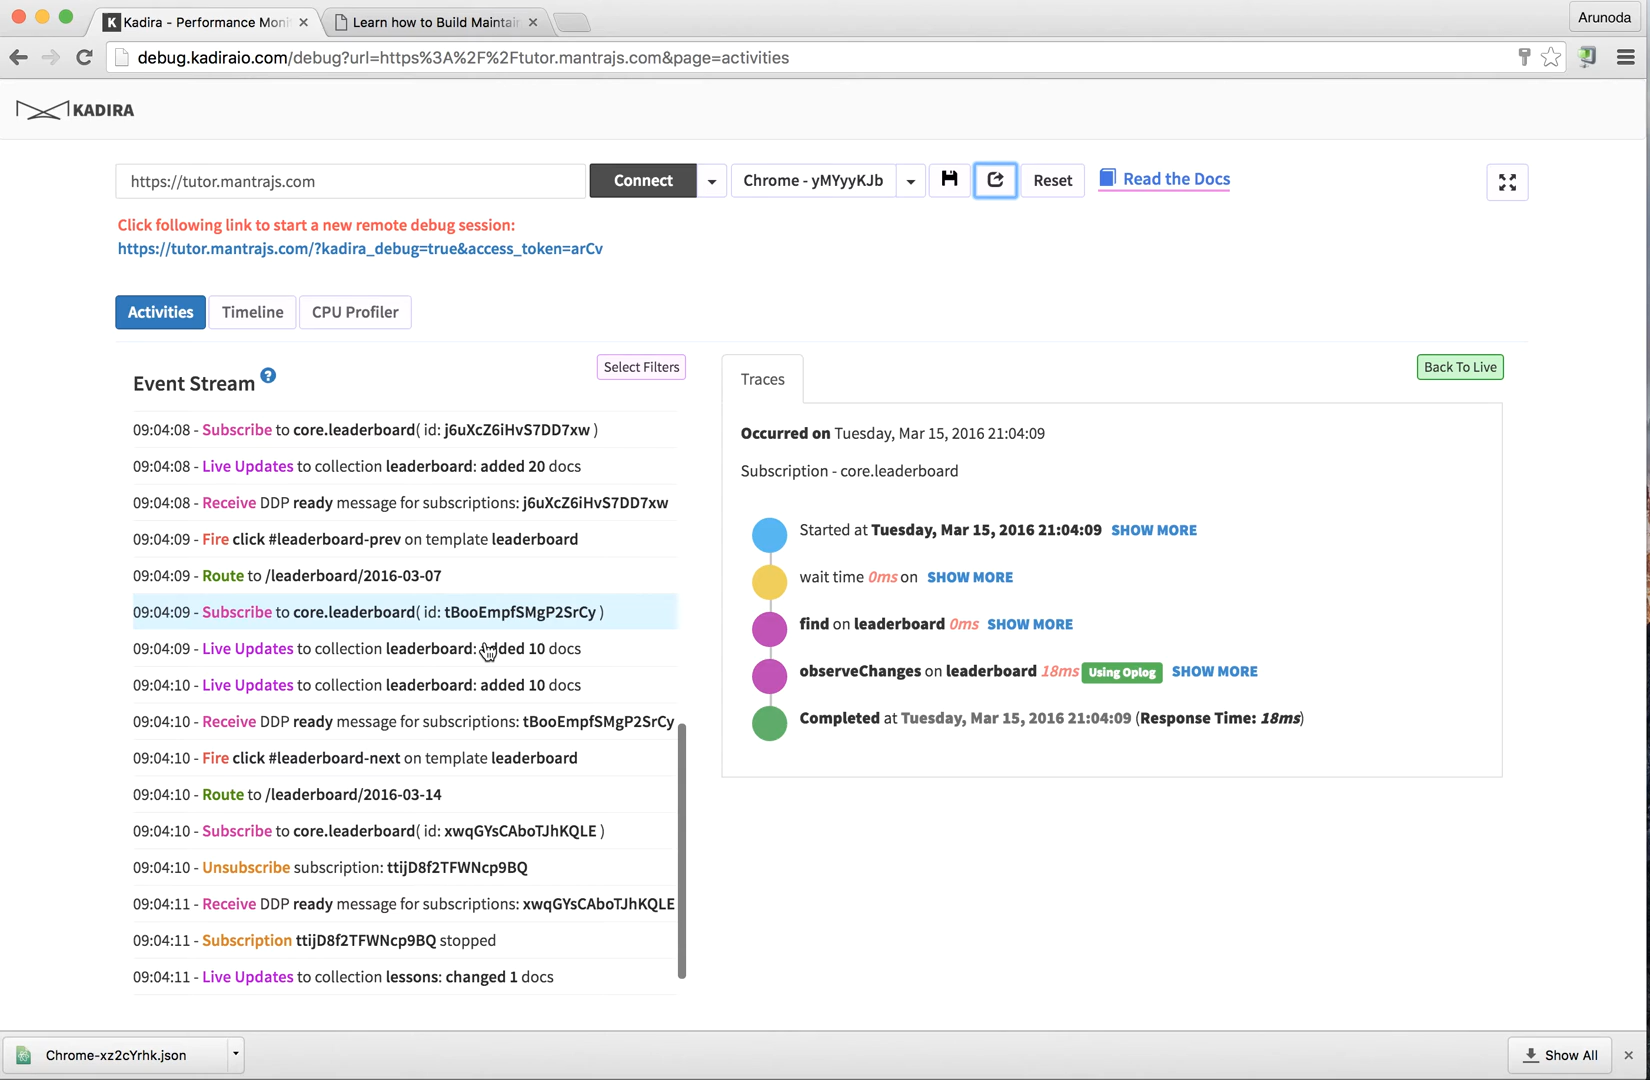 Kadira - Performance Moni
Learn how to Build Maintai
Arunoda
debug.kadiraio.com/debug?url=https%3A%2F%2Ftutor.mantrajs.com&page=activities
KADIRA
https://tutor.mantrajs.com
Connect
Chrome - yMYyyKJb
Reset
Read the Docs
Click following link to start a new remote debug session:
https://tutor.mantrajs.com/?kadira_debug=true&access_token=arCv
Activities
Timeline
CPU Profiler
Event Stream ?
Select Filters
09:04:08 - Subscribe to core.leaderboard( id: j6uXcZ6iHvS7DD7xw )
09:04:08 - Live Updates to collection leaderboard: added 20 docs
09:04:08 - Receive DDP ready message for subscriptions: j6uXcZ6iHvS7DD7xw
09:04:09 - Fire click #leaderboard-prev on template leaderboard
09:04:09 - Route to /leaderboard/2016-03-07
09:04:09 - Subscribe to core.leaderboard( id: tBooEmpfSMgP2SrCy )
09:04:09 - Live Updates to collection leaderboard: added 10 docs
09:04:10 - Live Updates to collection leaderboard: added 10 docs
09:04:10 - Receive DDP ready message for subscriptions: tBooEmpfSMgP2SrCy
09:04:10 - Fire click #leaderboard-next on template leaderboard
09:04:10 - Route to /leaderboard/2016-03-14
09:04:10 - Subscribe to core.leaderboard( id: xwqGYsCAboTJhKQLE )
09:04:10 - Unsubscribe subscription: ttijD8f2TFWNcp9BQ
09:04:11 - Receive DDP ready message for subscriptions: xwqGYsCAboTJhKQLE
09:04:11 - Subscription ttijD8f2TFWNcp9BQ stopped
09:04:11 - Live Updates to collection lessons: changed 1 docs
Traces
Back To Live
Occurred on Tuesday, Mar 15, 2016 21:04:09
Subscription - core.leaderboard
Started at Tuesday, Mar 15, 2016 21:04:09 SHOW MORE
wait time 0ms on SHOW MORE
find on leaderboard 0ms SHOW MORE
observeChanges on leaderboard 18ms Using Oplog SHOW MORE
Completed at Tuesday, Mar 15, 2016 21:04:09 (Response Time: 18ms)
Chrome-xz2cYrhk.json
Show All